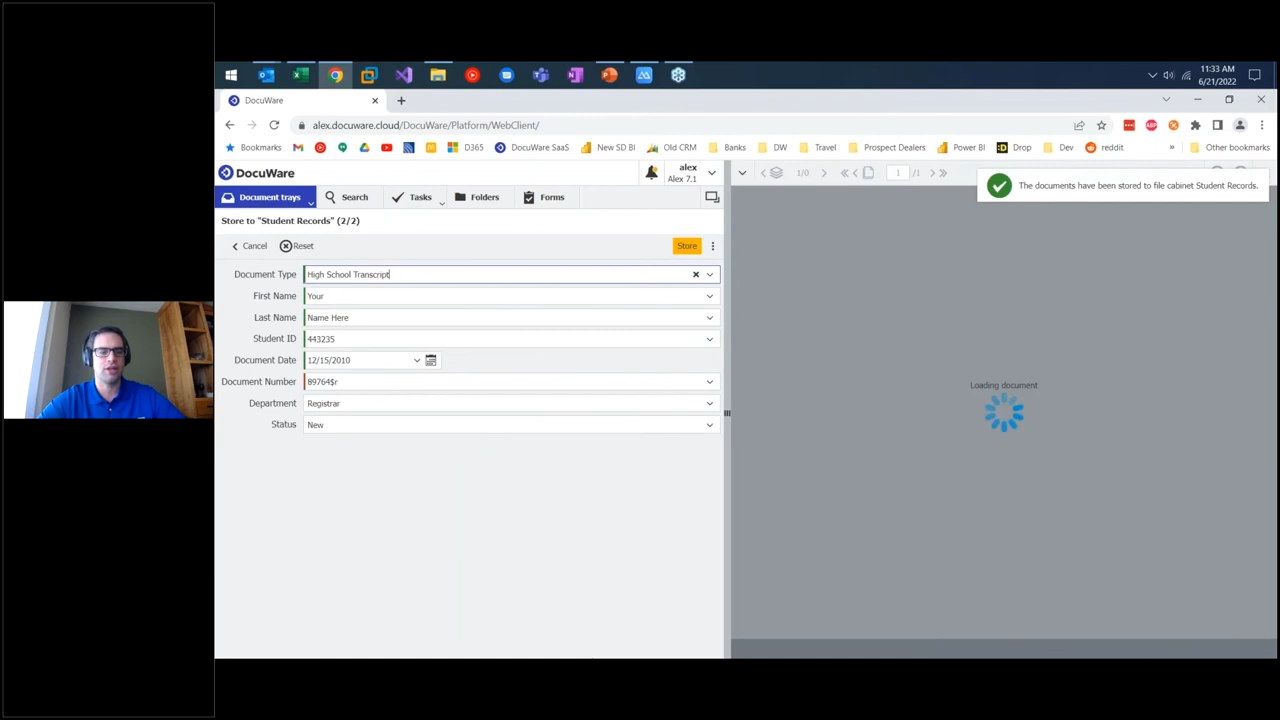 11:33 AM
6/21/2022
DocuWare
alex.docuware.cloud/DocuWare/Platform/WebClient/
Bookmarks D365 DocuWare SaaS New SD BI Banks Old CRM DW Travel Prospect Dealers Power BI Drop Dev reddit » Other bookmarks
DocuWare
alex
Alex 7.1
1/0 1 /1
Document trays Search Tasks Folders Forms
The documents have been stored to file cabinet Student Records.
Store to "Student Records" (2/2)
Cancel Reset Store
Document Type High School Transcript
First Name Your
Last Name Name Here
Student ID 443235
Document Date 12/15/2010
Document Number 89764$r
Department Registrar
Status New
Loading document